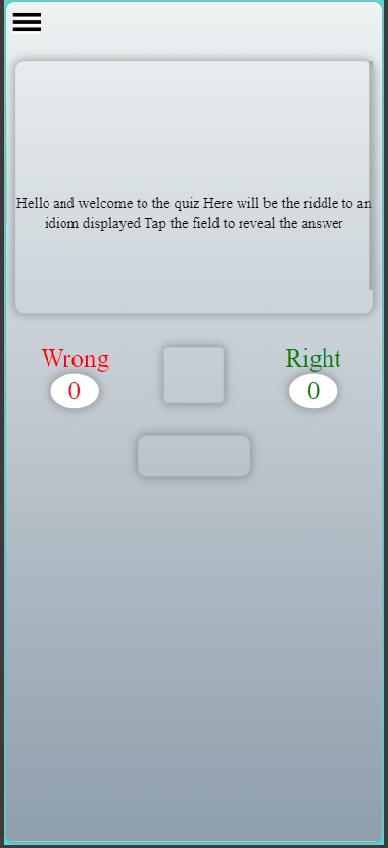 Hello and welcome to the quiz Here will be the riddle to an
idiom displayed Tap the field to reveal the answer
Wrong
Right
0
0